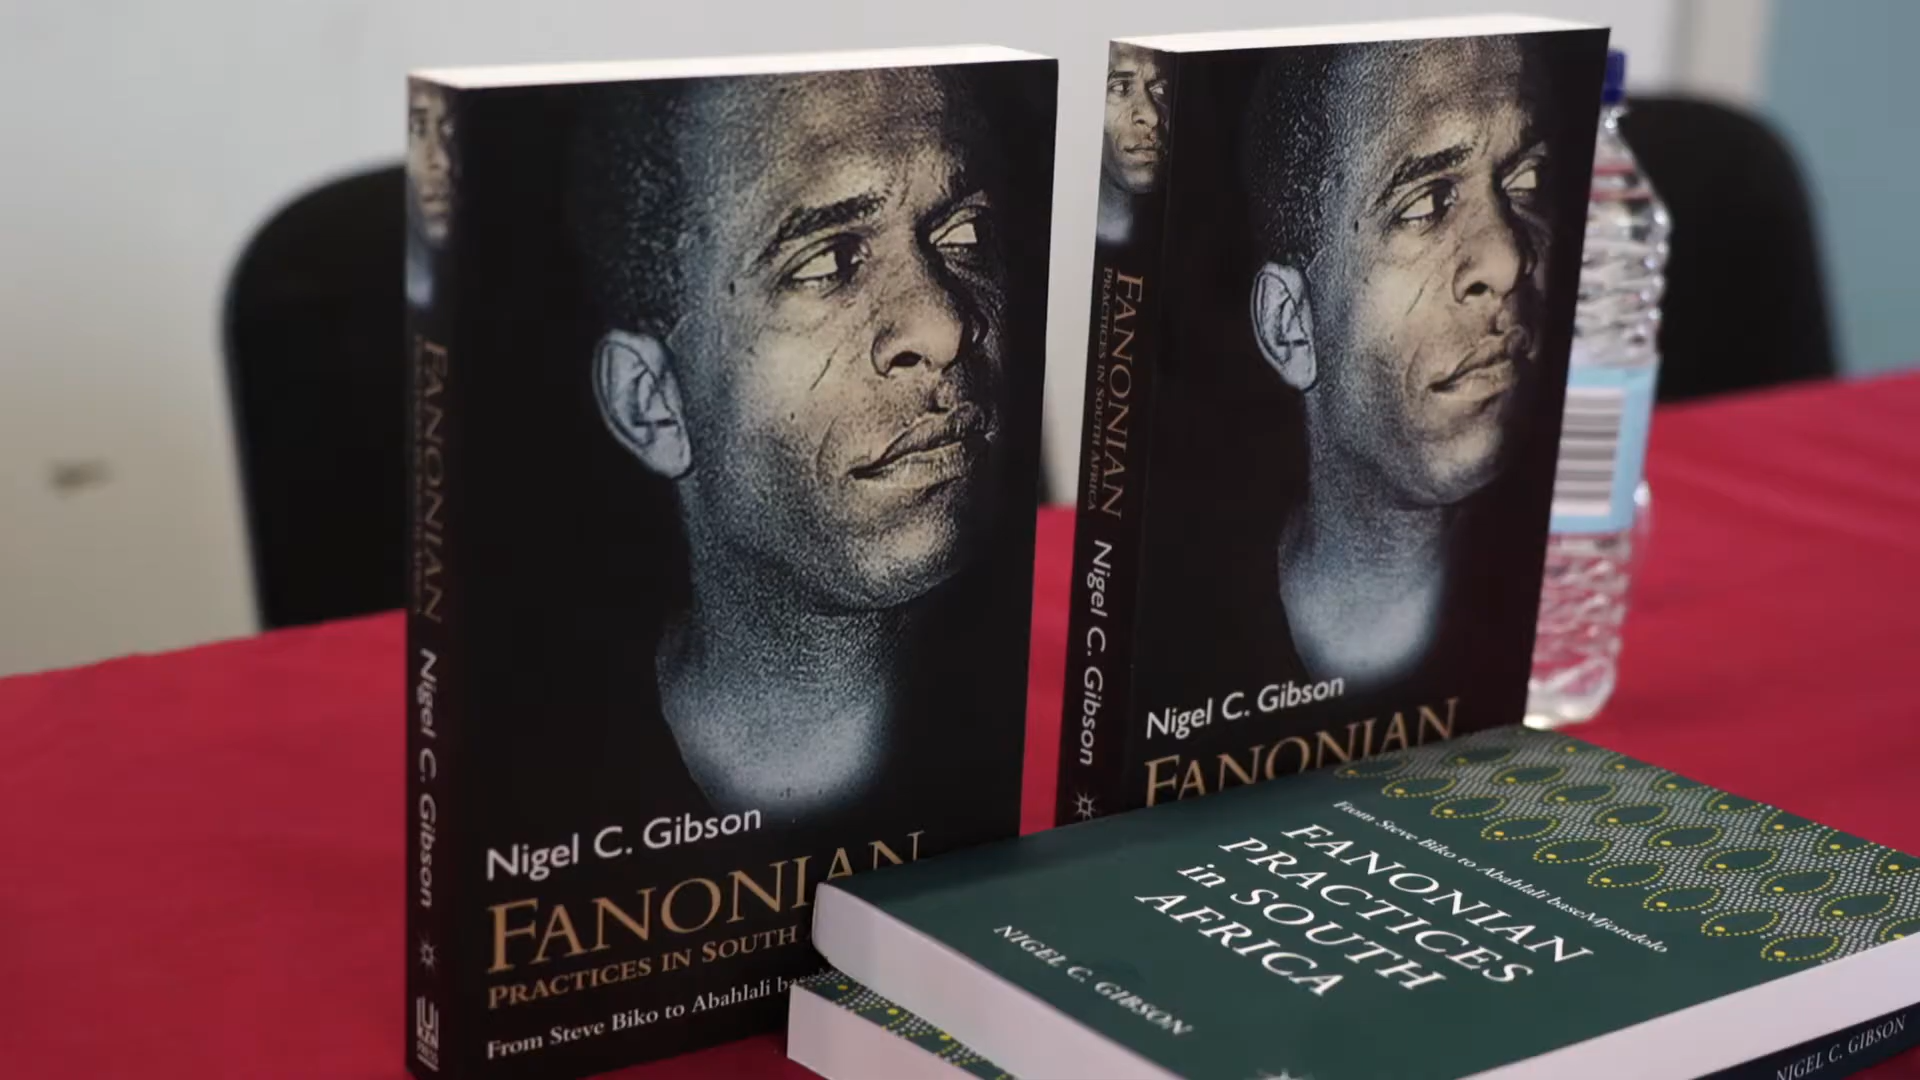 FANONIAN
PRACTICES IN SOUTH AFRICA
Nigel C. Gibson
UKZN
PRESS
Nigel C. Gibson
FANONIAN
PRACTICES IN SOUTH
From Steve Biko to Abahlali
FANONIAN
PRACTICES IN SOUTH AFRICA
Nigel C. Gibson
Nigel C. Gibson
FANONIAN
From Steve Biko to Abahlali baseMjondolo
FANONIAN
PRACTICES
in SOUTH
AFRICA
NIGEL C. GIBSON
NIGEL C. GIBSON